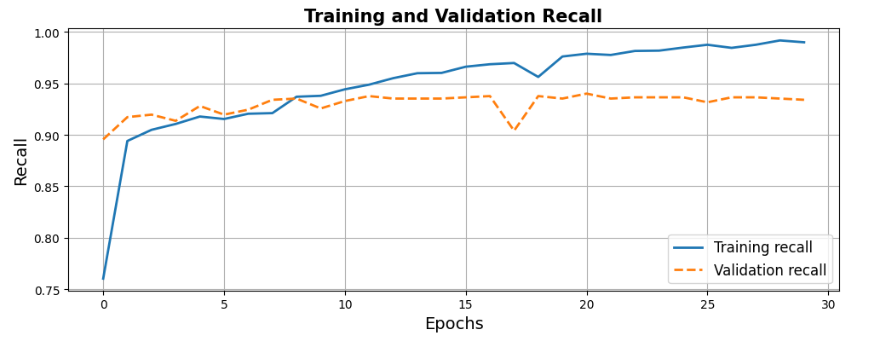 Training and Validation Recall
1.00
0.95
0.90
0.85
0.80
0.75
Recall
Training recall
Validation recall
0 5 10 15 20 25 30
Epochs